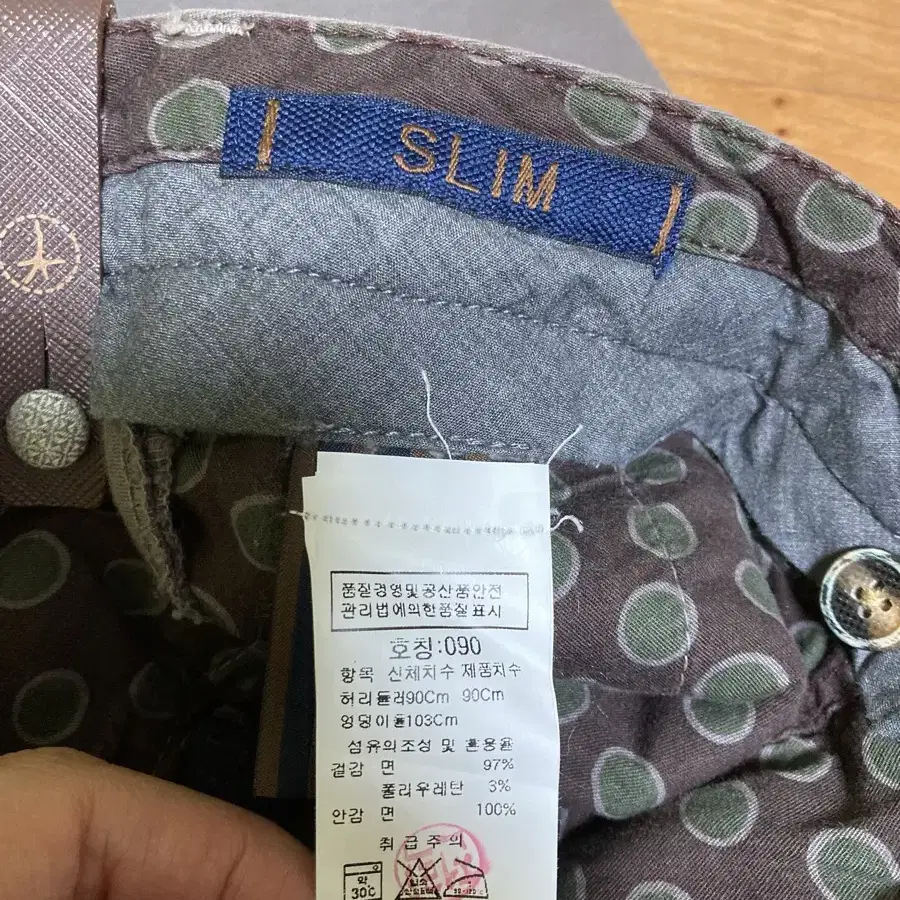 SLIM
품질경영및공산품안전
관리법에의한품질표시
호칭:090
항목 신체치수 제품치수
허리둘레90Cm 90Cm
엉덩이둘103Cm
섬유의조성 및 혼용율
겉감 면 97%
폴리우레탄 3%
안감 면 100%
취급주의
약
30℃